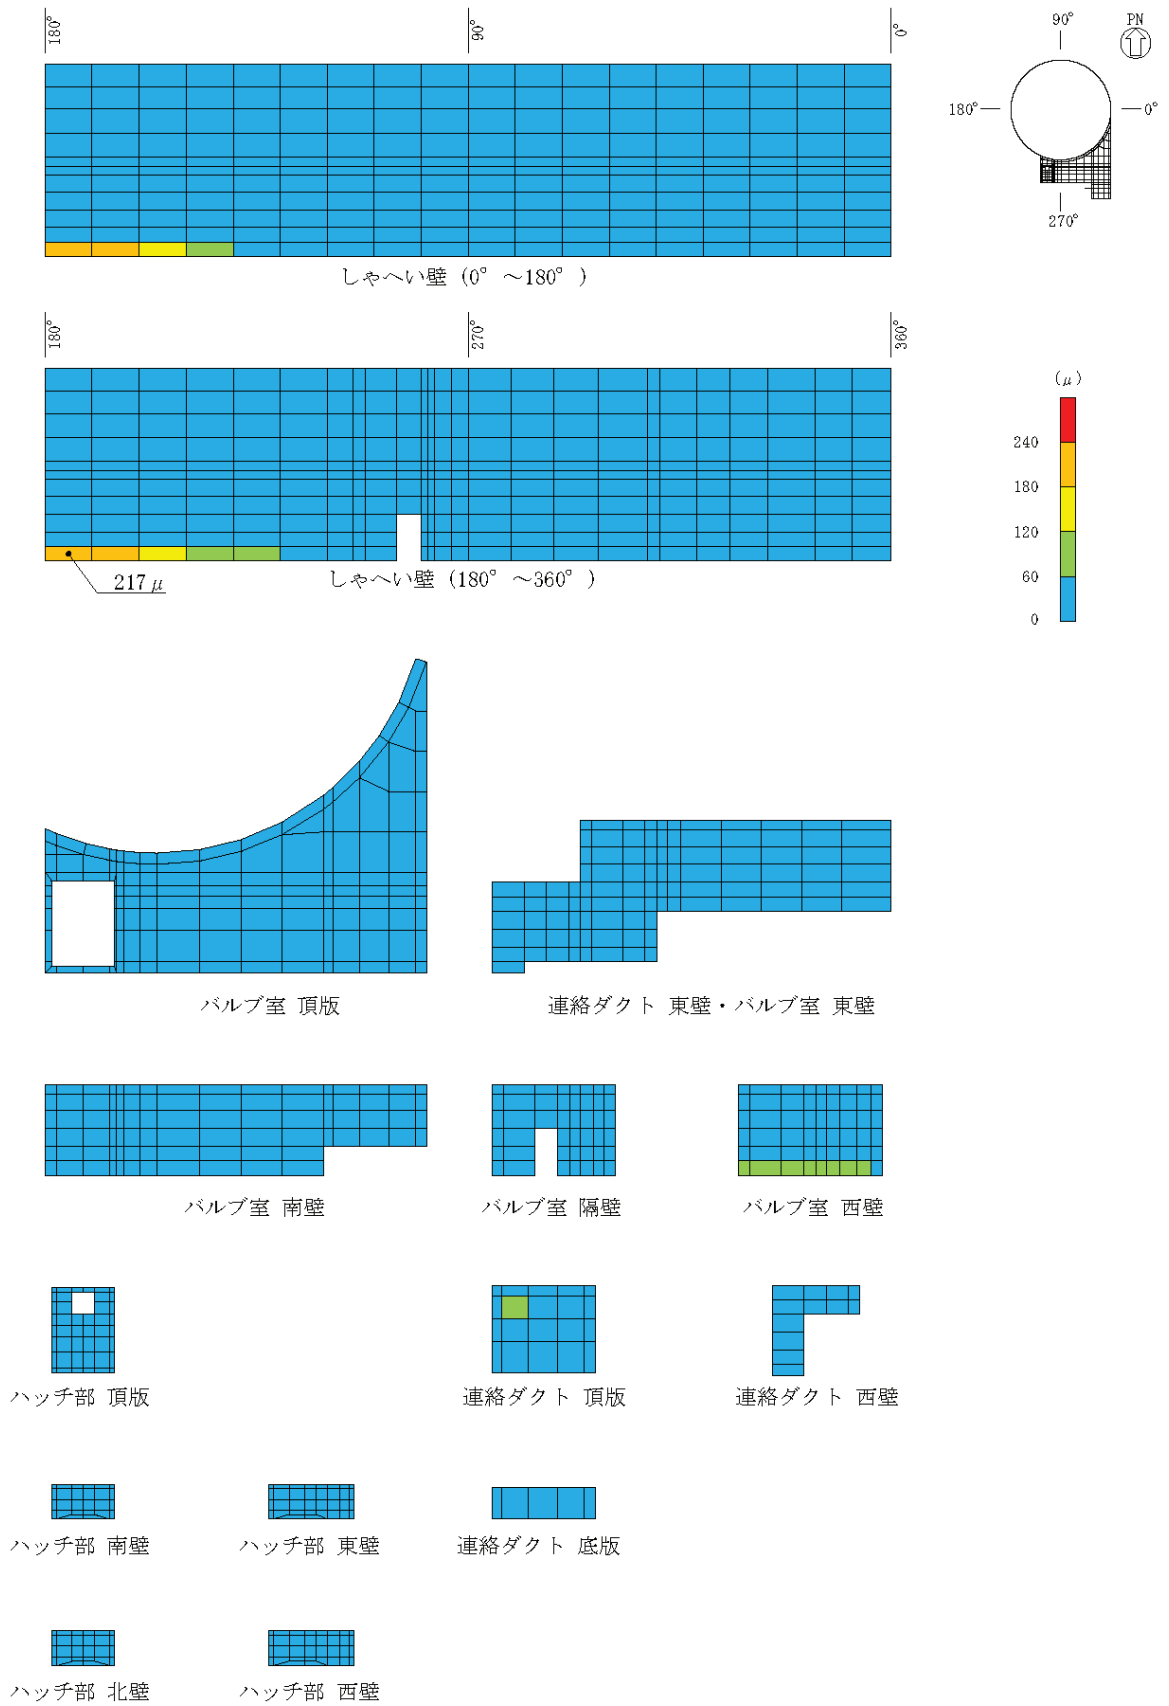 180°
90°
0°
90°
PN
180°
0°
270°
しゃへい壁 (0° ～180° )
180°
270°
360°
(μ)
240
180
120
60
0
217μ
しゃへい壁 (180° ～360° )
バルブ室 頂版
連絡ダクト 東壁・バルブ室 東壁
バルブ室 南壁
バルブ室 隔壁
バルブ室 西壁
ハッチ部 頂版
連絡ダクト 頂版
連絡ダクト 西壁
ハッチ部 南壁
ハッチ部 東壁
連絡ダクト 底版
ハッチ部 北壁
ハッチ部 西壁